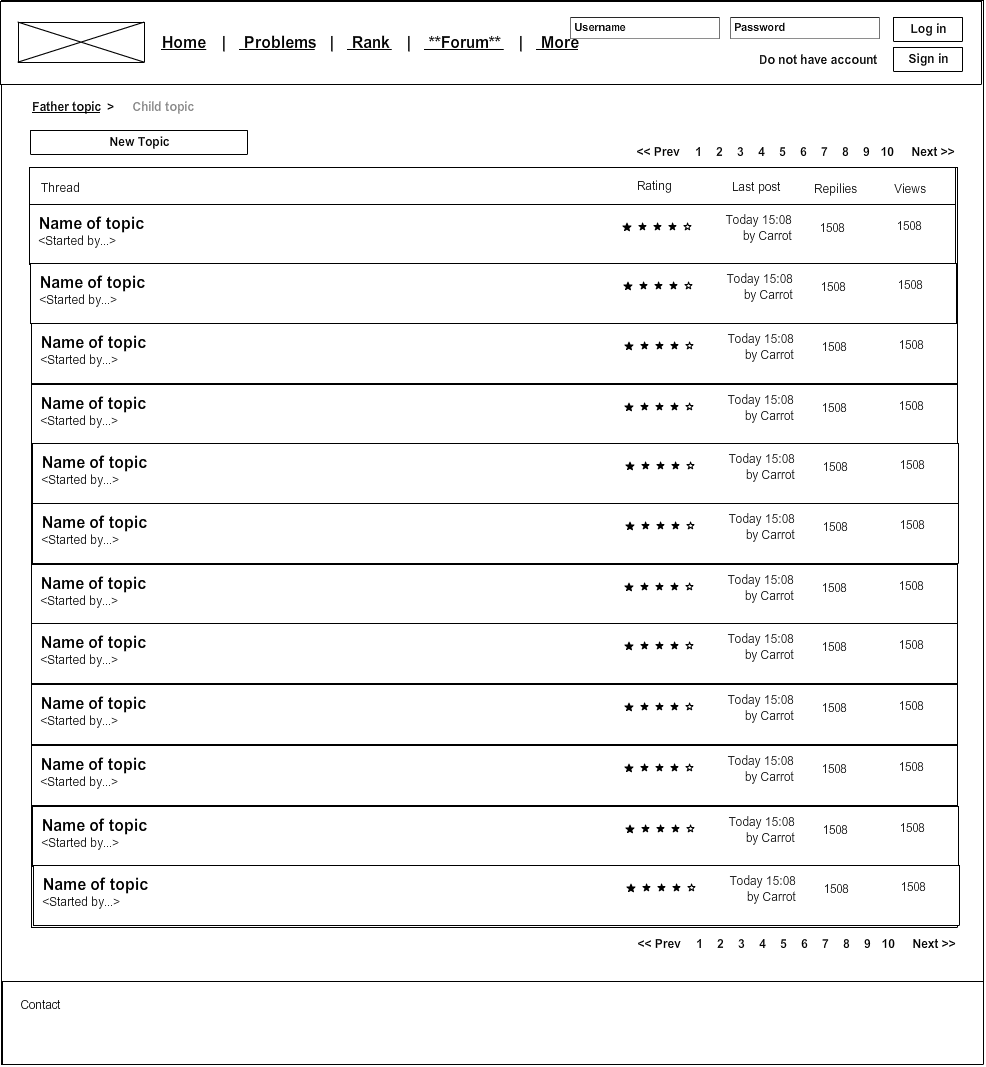 Home | Problems | Rank | **Forum** | More
Username Password Log in
Do not have account Sign in
Father topic > Child topic
New Topic
<< Prev 1 2 3 4 5 6 7 8 9 10 Next >>
Thread Rating Last post Repilies Views
Name of topic Today 15:08 1508 1508
<Started by...> by Carrot
Name of topic Today 15:08 1508 1508
<Started by...> by Carrot
Name of topic Today 15:08 1508 1508
<Started by...> by Carrot
Name of topic Today 15:08 1508 1508
<Started by...> by Carrot
Name of topic Today 15:08 1508 1508
<Started by...> by Carrot
Name of topic Today 15:08 1508 1508
<Started by...> by Carrot
Name of topic Today 15:08 1508 1508
<Started by...> by Carrot
Name of topic Today 15:08 1508 1508
<Started by...> by Carrot
Name of topic Today 15:08 1508 1508
<Started by...> by Carrot
Name of topic Today 15:08 1508 1508
<Started by...> by Carrot
Name of topic Today 15:08 1508 1508
<Started by...> by Carrot
Name of topic Today 15:08 1508 1508
<Started by...> by Carrot
<< Prev 1 2 3 4 5 6 7 8 9 10 Next >>
Contact